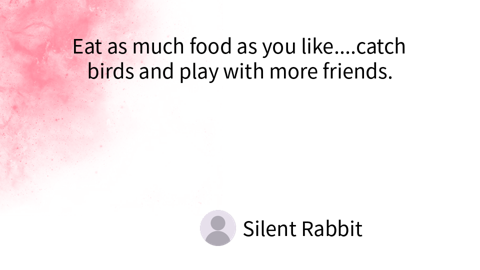 Eat as much food as you like....catch
birds and play with more friends.
Silent Rabbit